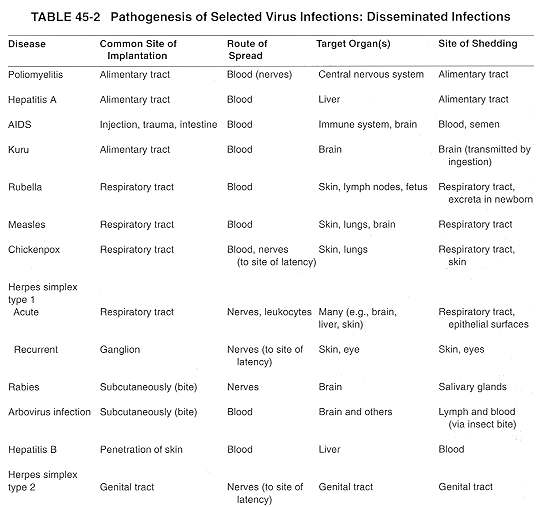 TABLE 45-2 Pathogenesis of Selected Virus Infections: Disseminated Infections
Disease Common Site of Implantation Route of Spread Target Organ(s) Site of Shedding
Poliomyelitis Alimentary tract Blood (nerves) Central nervous system Alimentary tract
Hepatitis A Alimentary tract Blood Liver Alimentary tract
AIDS Injection, trauma, intestine Blood Immune system, brain Blood, semen
Kuru Alimentary tract Blood Brain Brain (transmitted by ingestion)
Rubella Respiratory tract Blood Skin, lymph nodes, fetus Respiratory tract, excreta in newborn
Measles Respiratory tract Blood Skin, lungs, brain Respiratory tract
Chickenpox Respiratory tract Blood, nerves (to site of latency) Skin, lungs Respiratory tract, skin
Herpes simplex type 1
Acute Respiratory tract Nerves, leukocytes Many (e.g., brain, liver, skin) Respiratory tract, epithelial surfaces
Recurrent Ganglion Nerves (to site of latency) Skin, eye Skin, eyes
Rabies Subcutaneously (bite) Nerves Brain Salivary glands
Arbovirus infection Subcutaneously (bite) Blood Brain and others Lymph and blood (via insect bite)
Hepatitis B Penetration of skin Blood Liver Blood
Herpes simplex type 2 Genital tract Nerves (to site of latency) Genital tract Genital tract